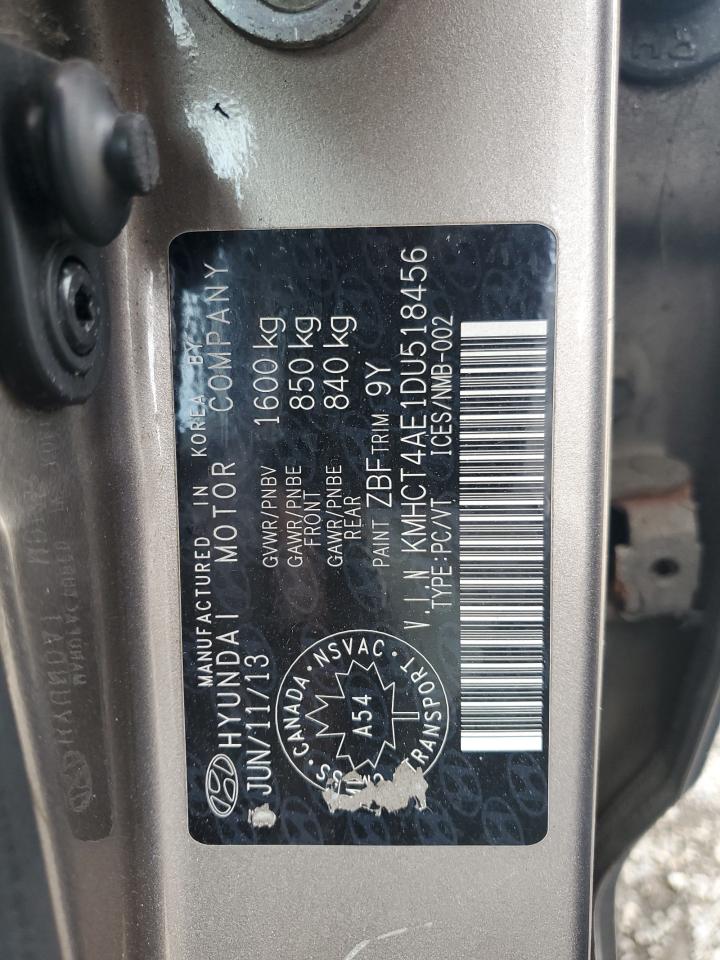 MANUFACTURED IN KOREA BY
HYUNDAI MOTOR COMPANY
JUN/11/13
GVWR/PNBV 1600 kg
GAWR/PNBE FRONT 850 kg
GAWR/PNBE REAR 840 kg
PAINT ZBF TRIM 9Y
V.I.N KMHCT4AE1DU518456
TYPE:PC/VT ICES/NMB-002
S. CANADA. NSVAC.
A54
TRANSPORT